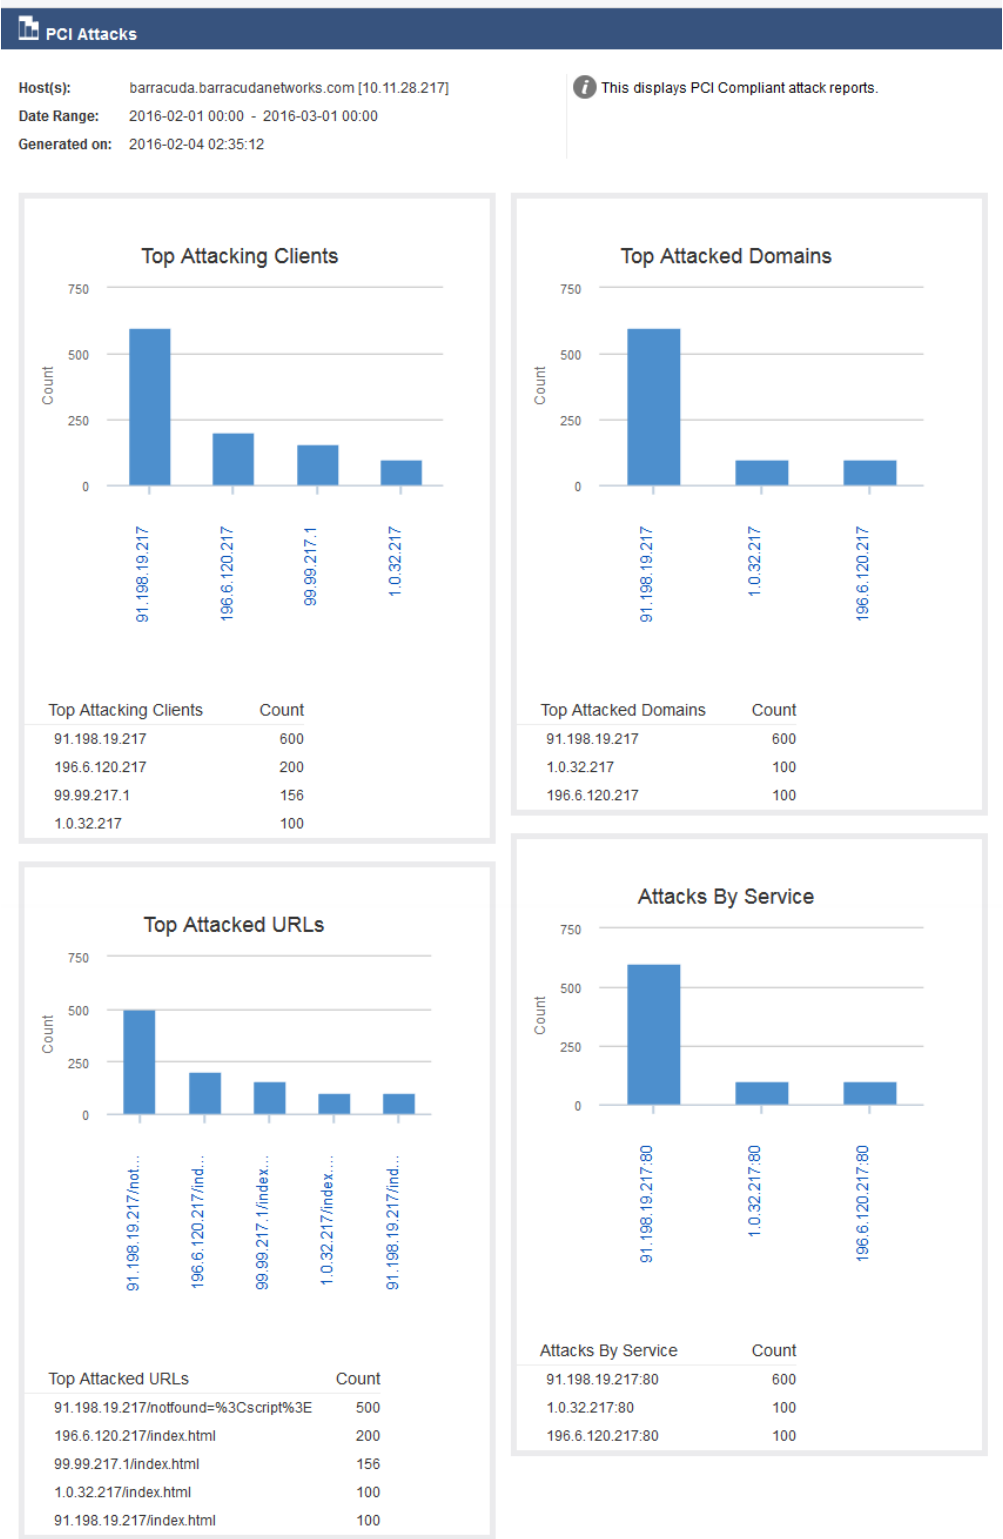 PCI Attacks
Host(s): barracuda.barracudanetworks.com [10.11.28.217]
Date Range: 2016-02-01 00:00 - 2016-03-01 00:00
Generated on: 2016-02-04 02:35:12
This displays PCI Compliant attack reports.
Top Attacking Clients
Count
750
500
250
0
91.198.19.217
196.6.120.217
99.99.217.1
1.0.32.217
Top Attacking Clients Count
91.198.19.217 600
196.6.120.217 200
99.99.217.1 156
1.0.32.217 100
Top Attacked Domains
Count
750
500
250
0
91.198.19.217
1.0.32.217
196.6.120.217
Top Attacked Domains Count
91.198.19.217 600
1.0.32.217 100
196.6.120.217 100
Top Attacked URLs
Count
750
500
250
0
91.198.19.217/not...
196.6.120.217/ind...
99.99.217.1/index...
1.0.32.217/index....
91.198.19.217/ind...
Top Attacked URLs Count
91.198.19.217/notfound=%3Cscript%3E 500
196.6.120.217/index.html 200
99.99.217.1/index.html 156
1.0.32.217/index.html 100
91.198.19.217/index.html 100
Attacks By Service
Count
750
500
250
0
91.198.19.217:80
1.0.32.217:80
196.6.120.217:80
Attacks By Service Count
91.198.19.217:80 600
1.0.32.217:80 100
196.6.120.217:80 100